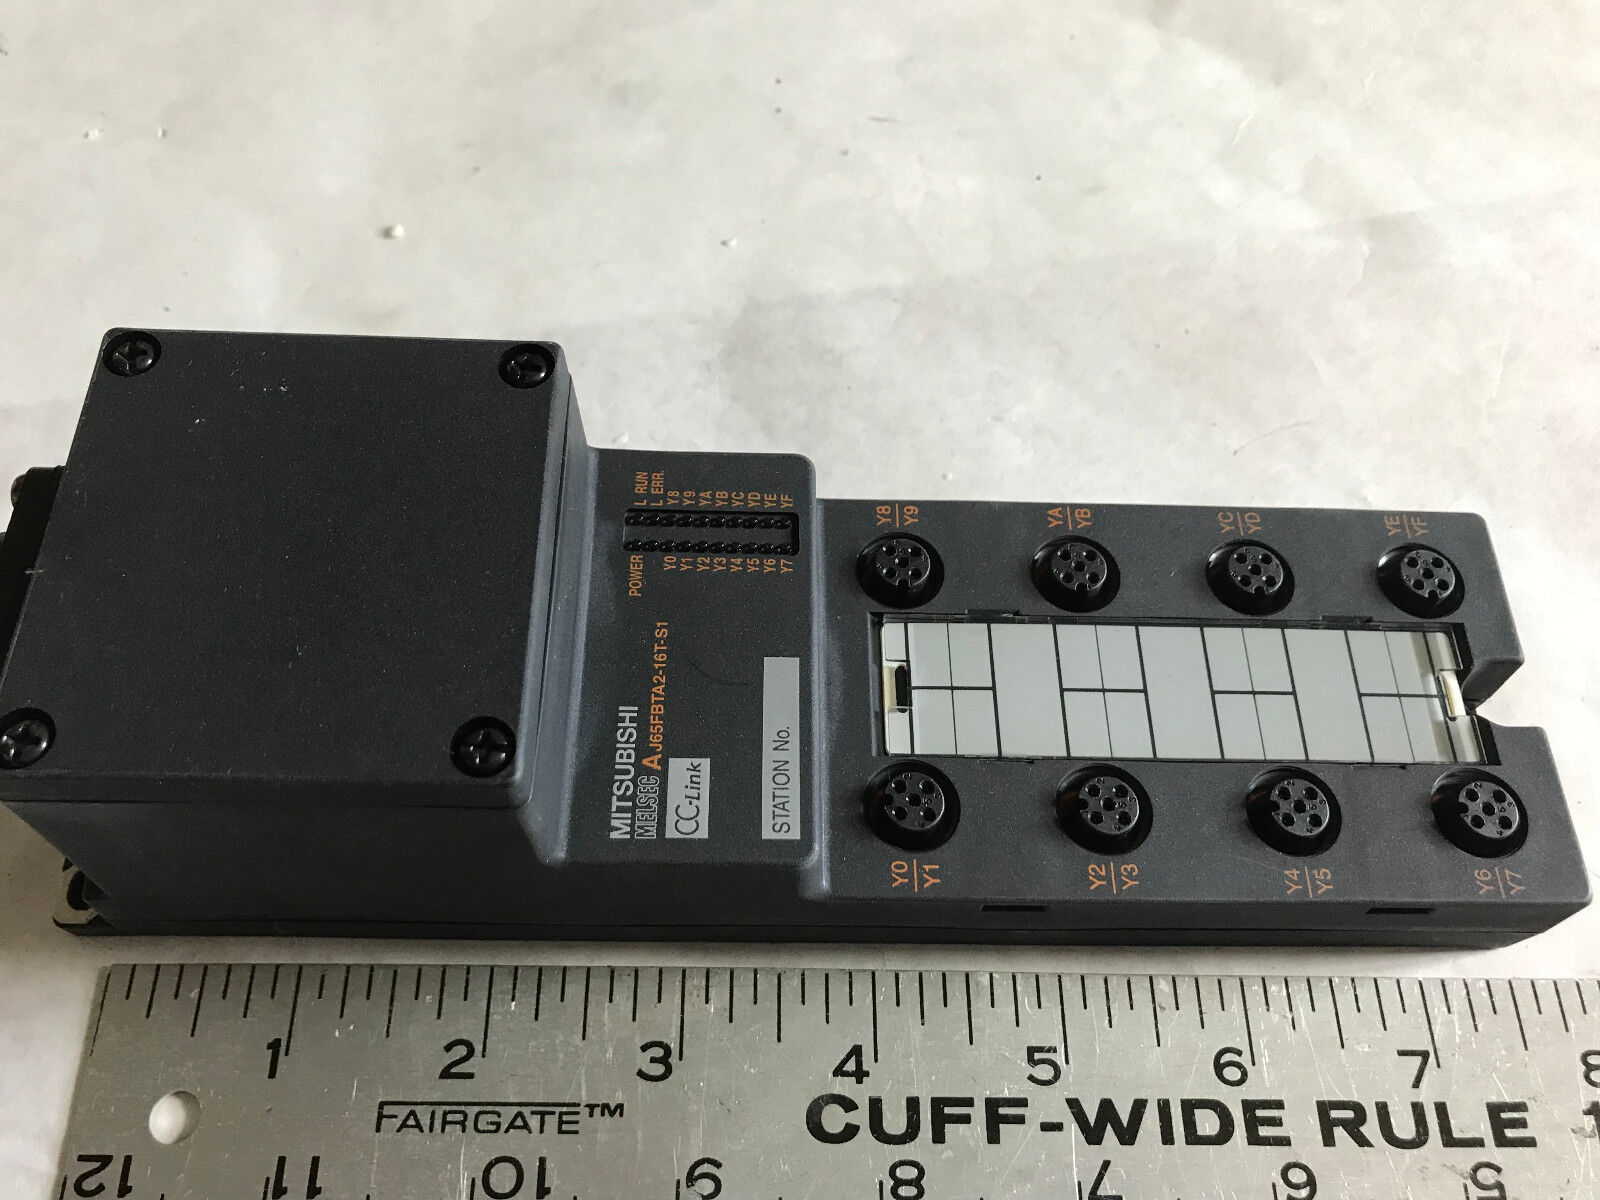 L RUN
L ERR.
Y8
Y9
YA
YB
YC
YD
YE
YF
POWER
Y0
Y1
Y2
Y3
Y4
Y5
Y6
Y7
MITSUBISHI
MELSEC AJ65FBTA2-16T-S1
CC-Link
STATION No.
Y8
Y9
YA
YB
YC
YD
YE
YF
Y0
Y1
Y2
Y3
Y4
Y5
Y6
Y7
1 2 3 4 5 6 7 8
FAIRGATE™
CUFF-WIDE RULE
12 11 10 9 8 7 6 5